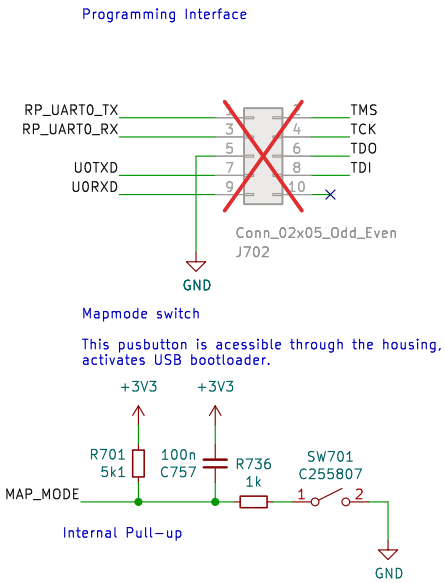 Programming Interface
RP_UART0_TX 1 2 TMS
RP_UART0_RX 3 4 TCK
5 6 TDO
U0TXD 7 8 TDI
U0RXD 9 10
Conn_02x05_Odd_Even
J702
GND
Mapmode switch
This pusbutton is acessible through the housing,
activates USB bootloader.
+3V3 +3V3
R701 100n R736 SW701
5k1 C757 1k C255807
MAP_MODE 1 2
Internal Pull-up
GND